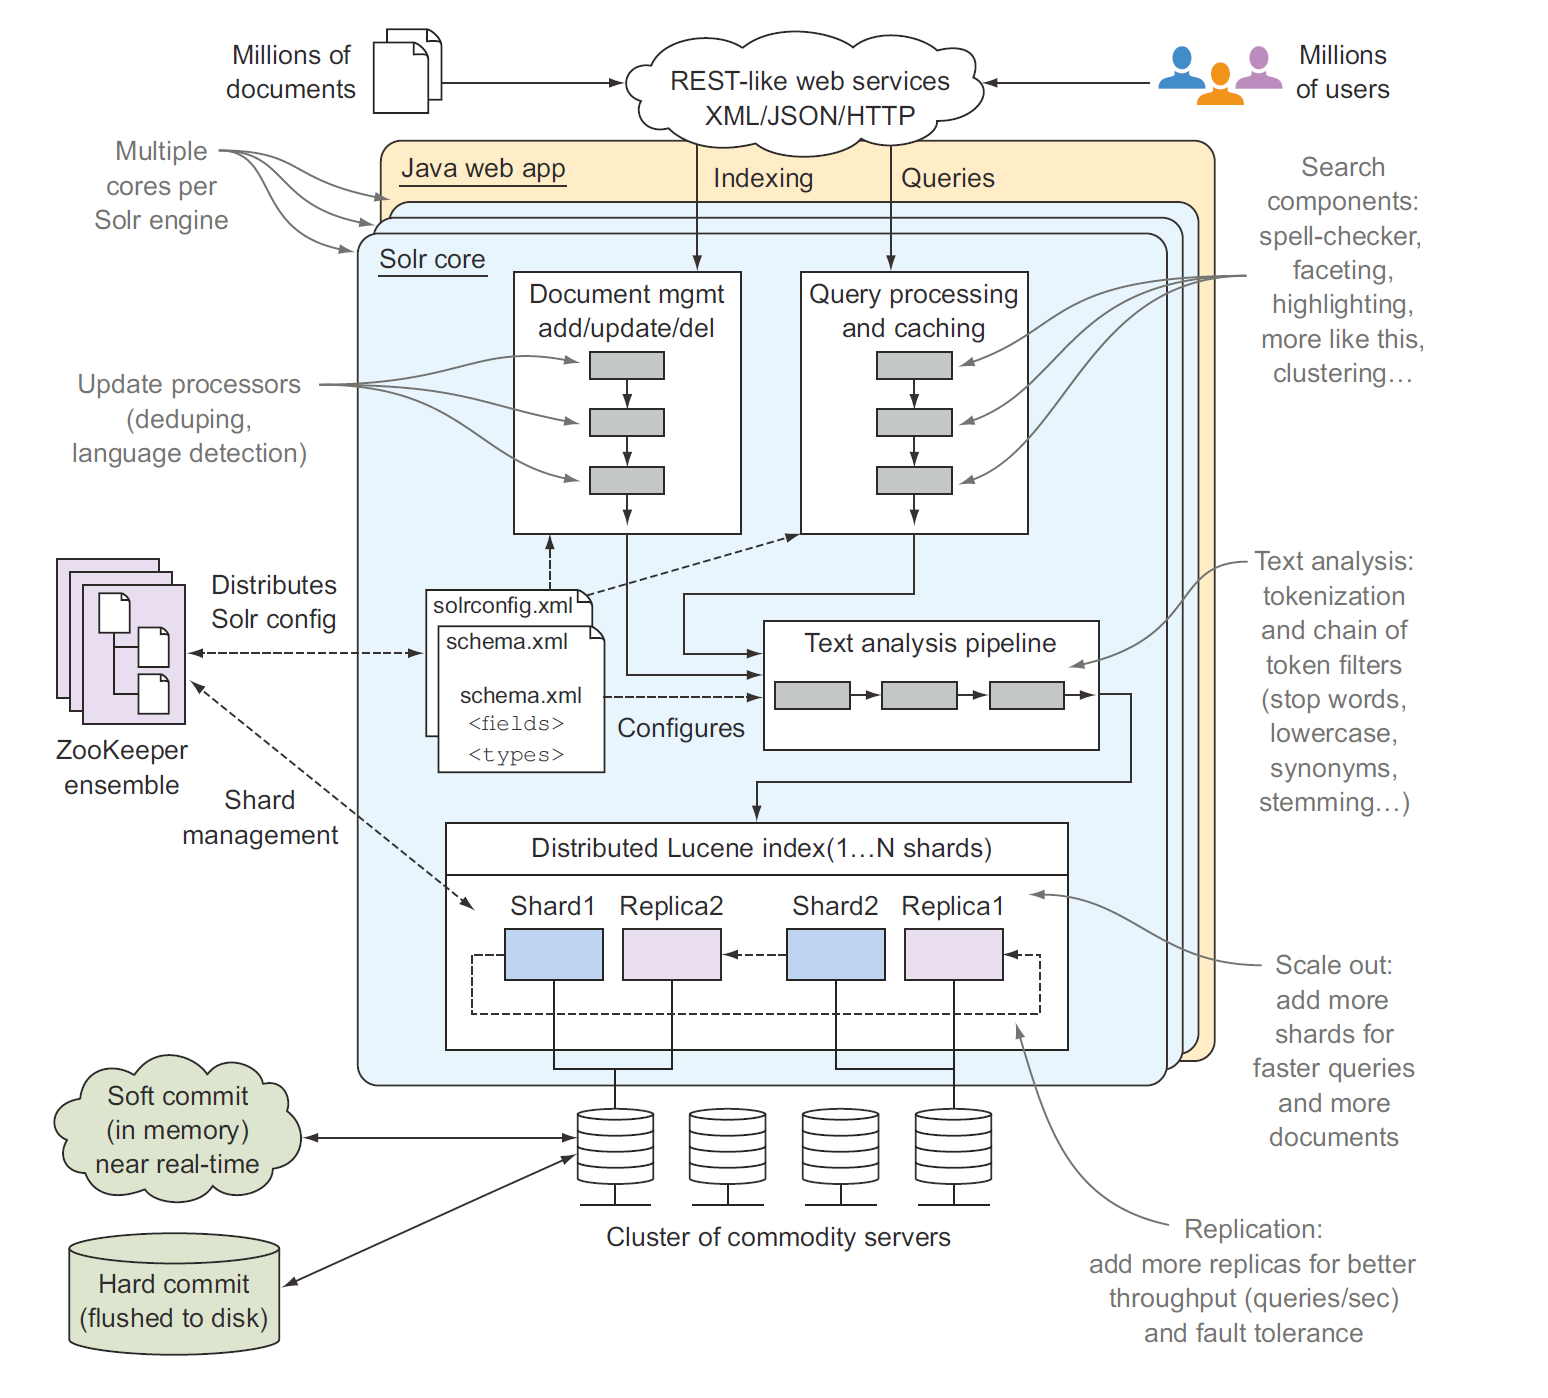 Millions of
documents
REST-like web services
XML/JSON/HTTP
Millions
of users
Multiple
cores per
Solr engine
Java web app
Indexing
Queries
Search
components:
spell-checker,
faceting,
highlighting,
more like this,
clustering…
Solr core
Document mgmt
add/update/del
Query processing
and caching
Update processors
(deduping,
language detection)
Distributes
Solr config
solrconfig.xml
schema.xml
schema.xml
<fields>
<types>
Configures
Text analysis pipeline
Text analysis:
tokenization
and chain of
token filters
(stop words,
lowercase,
synonyms,
stemming…)
ZooKeeper
ensemble
Shard
management
Distributed Lucene index(1…N shards)
Shard1
Replica2
Shard2
Replica1
Scale out:
add more
shards for
faster queries
and more
documents
Soft commit
(in memory)
near real-time
Cluster of commodity servers
Replication:
add more replicas for better
throughput (queries/sec)
and fault tolerance
Hard commit
(flushed to disk)